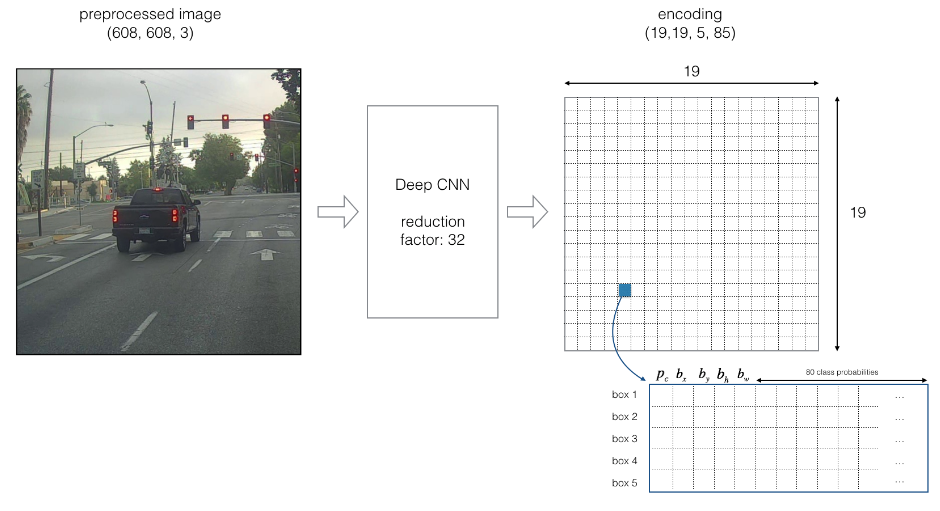 preprocessed image
(608, 608, 3)
encoding
(19,19, 5, 85)
19
Deep CNN
reduction
factor: 32
19
p_c b_x b_y b_h b_w 80 class probabilities
box 1 ...
box 2 ...
box 3 ...
box 4 ...
box 5 ...